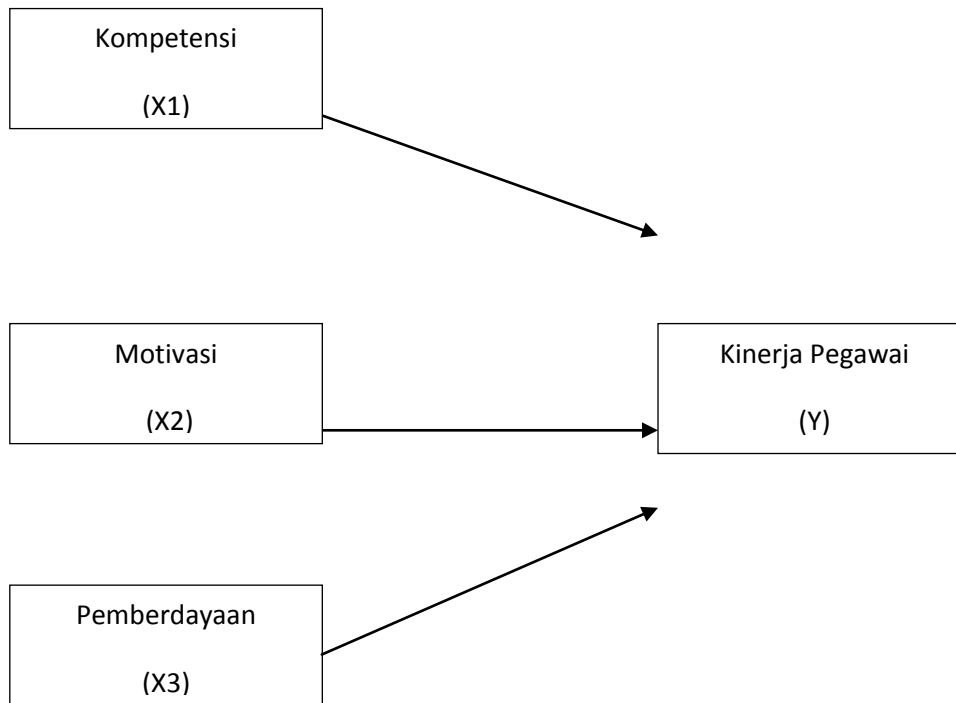 Kompetensi
(X1)
Motivasi
(X2)
Kinerja Pegawai
(Y)
Pemberdayaan
(X3)